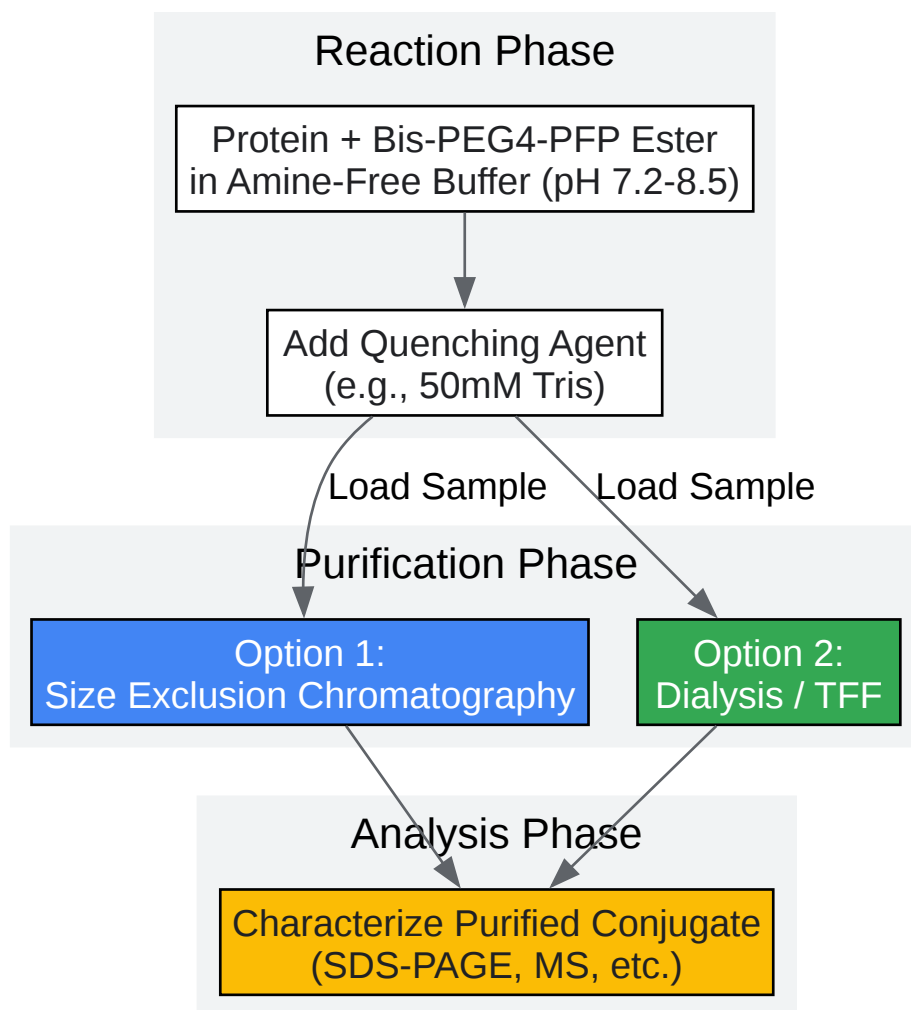 Reaction Phase
Protein + Bis-PEG4-PFP Ester
in Amine-Free Buffer (pH 7.2-8.5)
Add Quenching Agent
(e.g., 50mM Tris)
Load Sample
Load Sample
Purification Phase
Option 1:
Size Exclusion Chromatography
Option 2:
Dialysis / TFF
Analysis Phase
Characterize Purified Conjugate
(SDS-PAGE, MS, etc.)